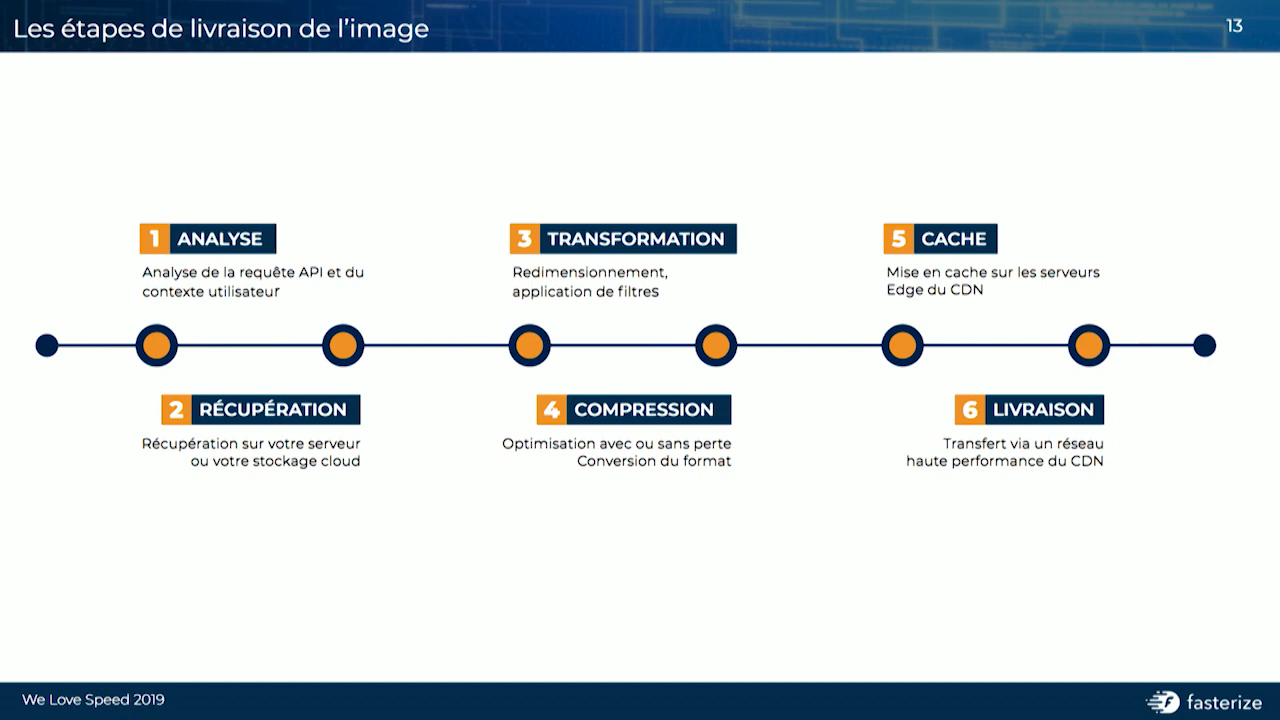 Les étapes de livraison de l'image
13
1 ANALYSE
Analyse de la requête API et du
contexte utilisateur
2 RÉCUPÉRATION
Récupération sur votre serveur
ou votre stockage cloud
3 TRANSFORMATION
Redimensionnement,
application de filtres
4 COMPRESSION
Optimisation avec ou sans perte
Conversion du format
5 CACHE
Mise en cache sur les serveurs
Edge du CDN
6 LIVRAISON
Transfert via un réseau
haute performance du CDN
We Love Speed 2019
fasterize